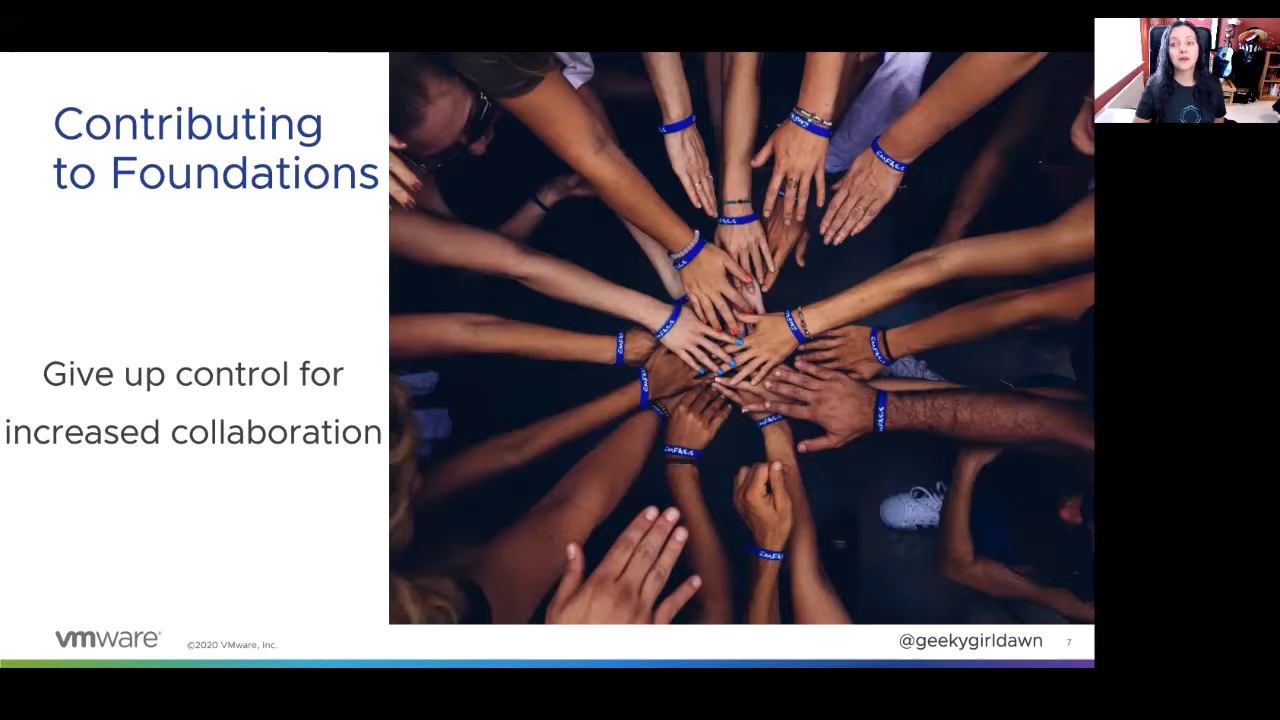 Contributing
to Foundations
Give up control for
increased collaboration
vmware®
©2020 VMware, Inc.
@geekygirldawn
7